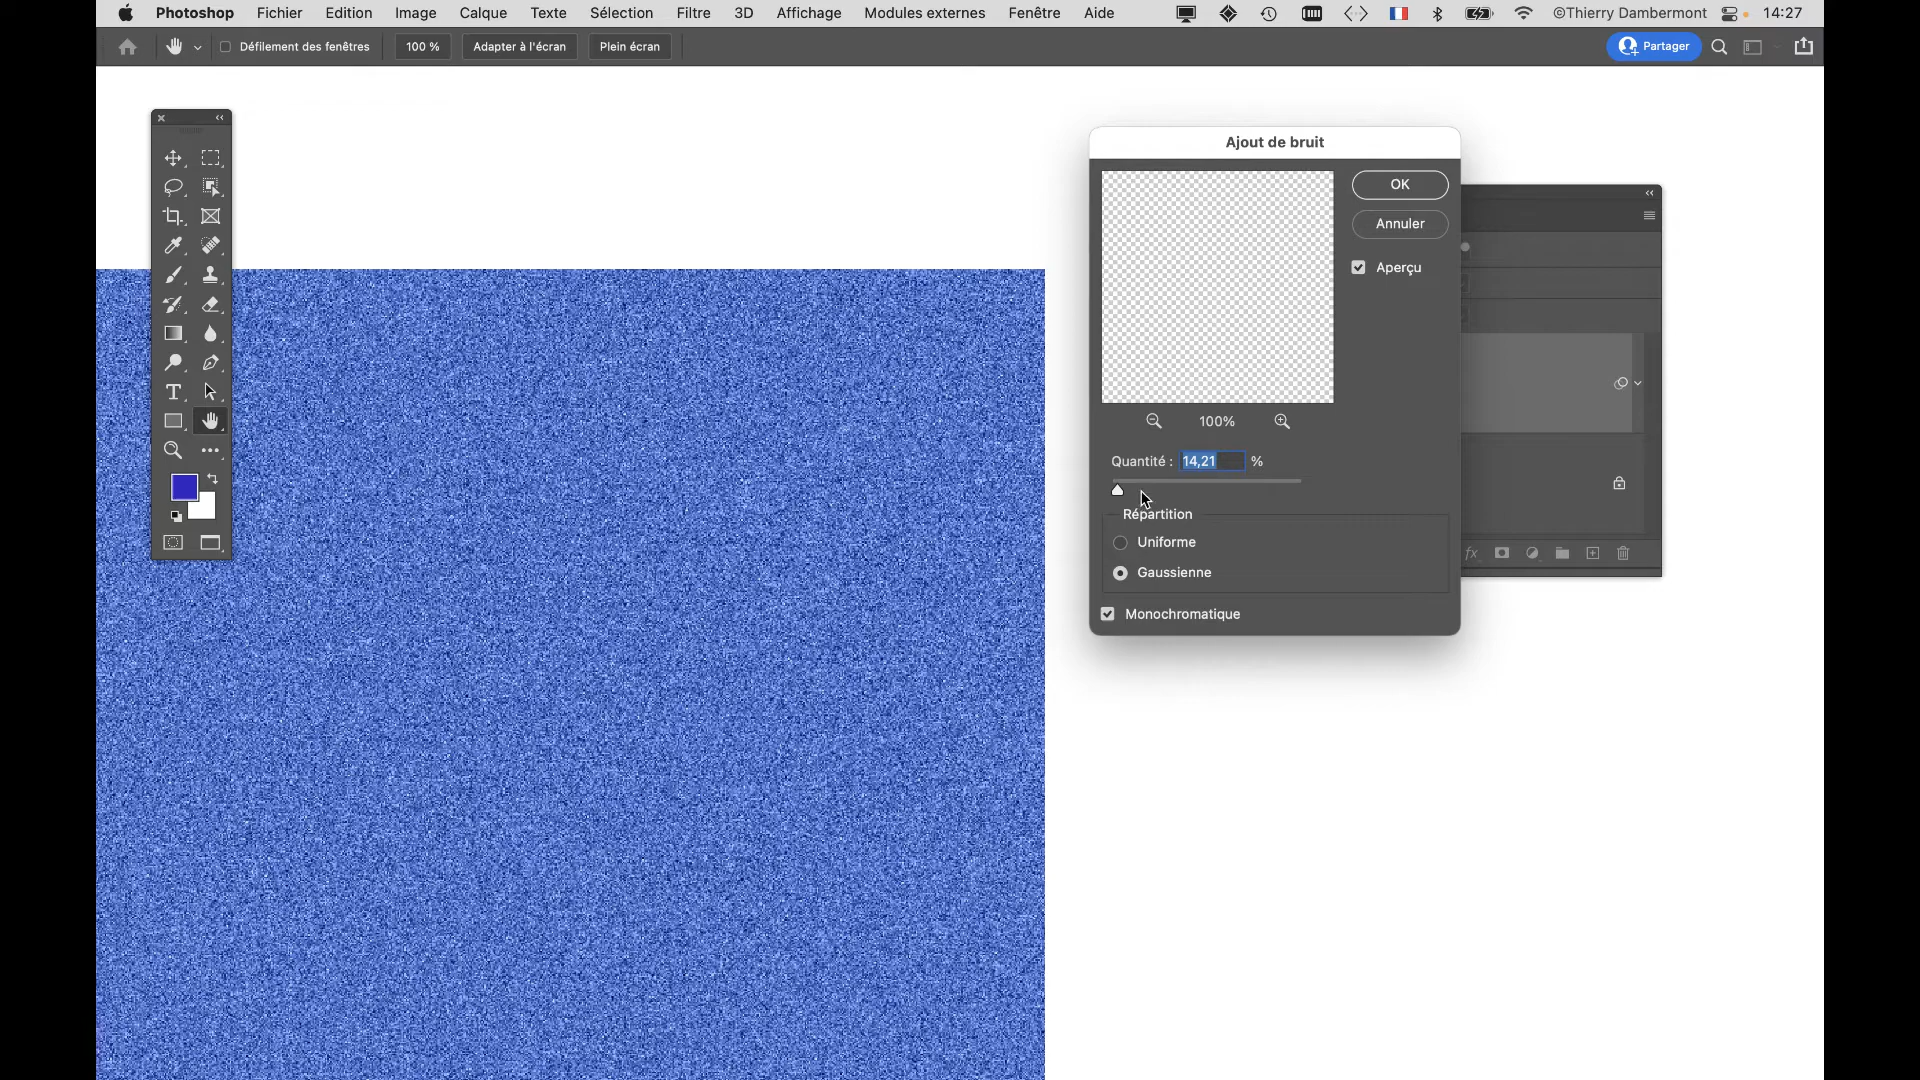 Photoshop Fichier Edition Image Calque Texte Sélection Filtre 3D Affichage Modules externes Fenêtre Aide ©Thierry Dambermont 14:27
Défilement des fenêtres 100 % Adapter à l'écran Plein écran Partager
Ajout de bruit
OK
Annuler
Aperçu
100%
Quantité : 14,21 %
Répartition
Uniforme
Gaussienne
Monochromatique
T
fx